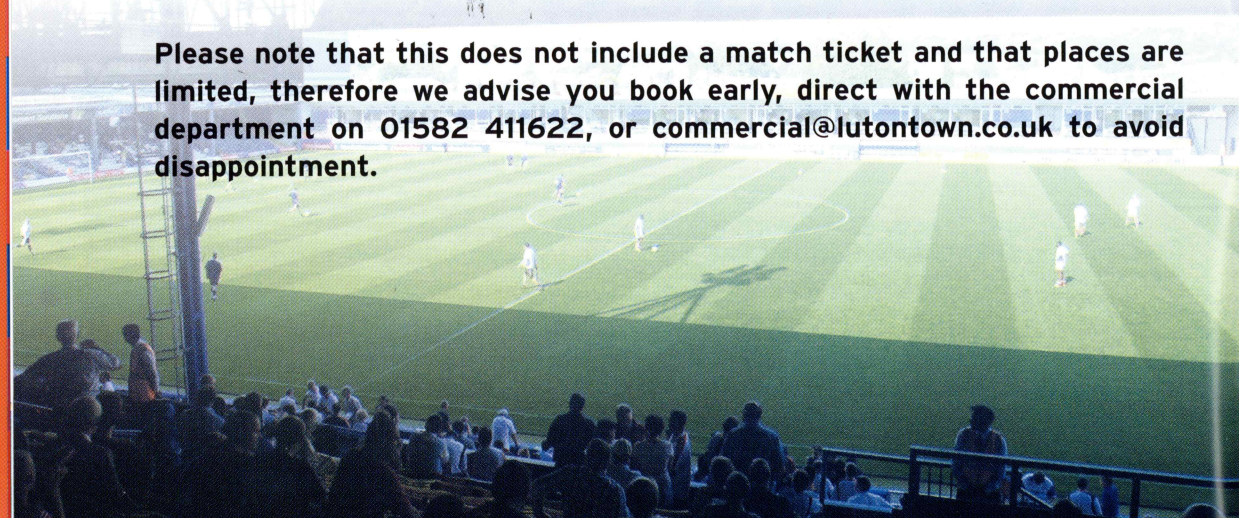 Please note that this does not include a match ticket and that places are
limited, therefore we advise you book early, direct with the commercial
department on 01582 411622, or commercial@lutontown.co.uk to avoid
disappointment.